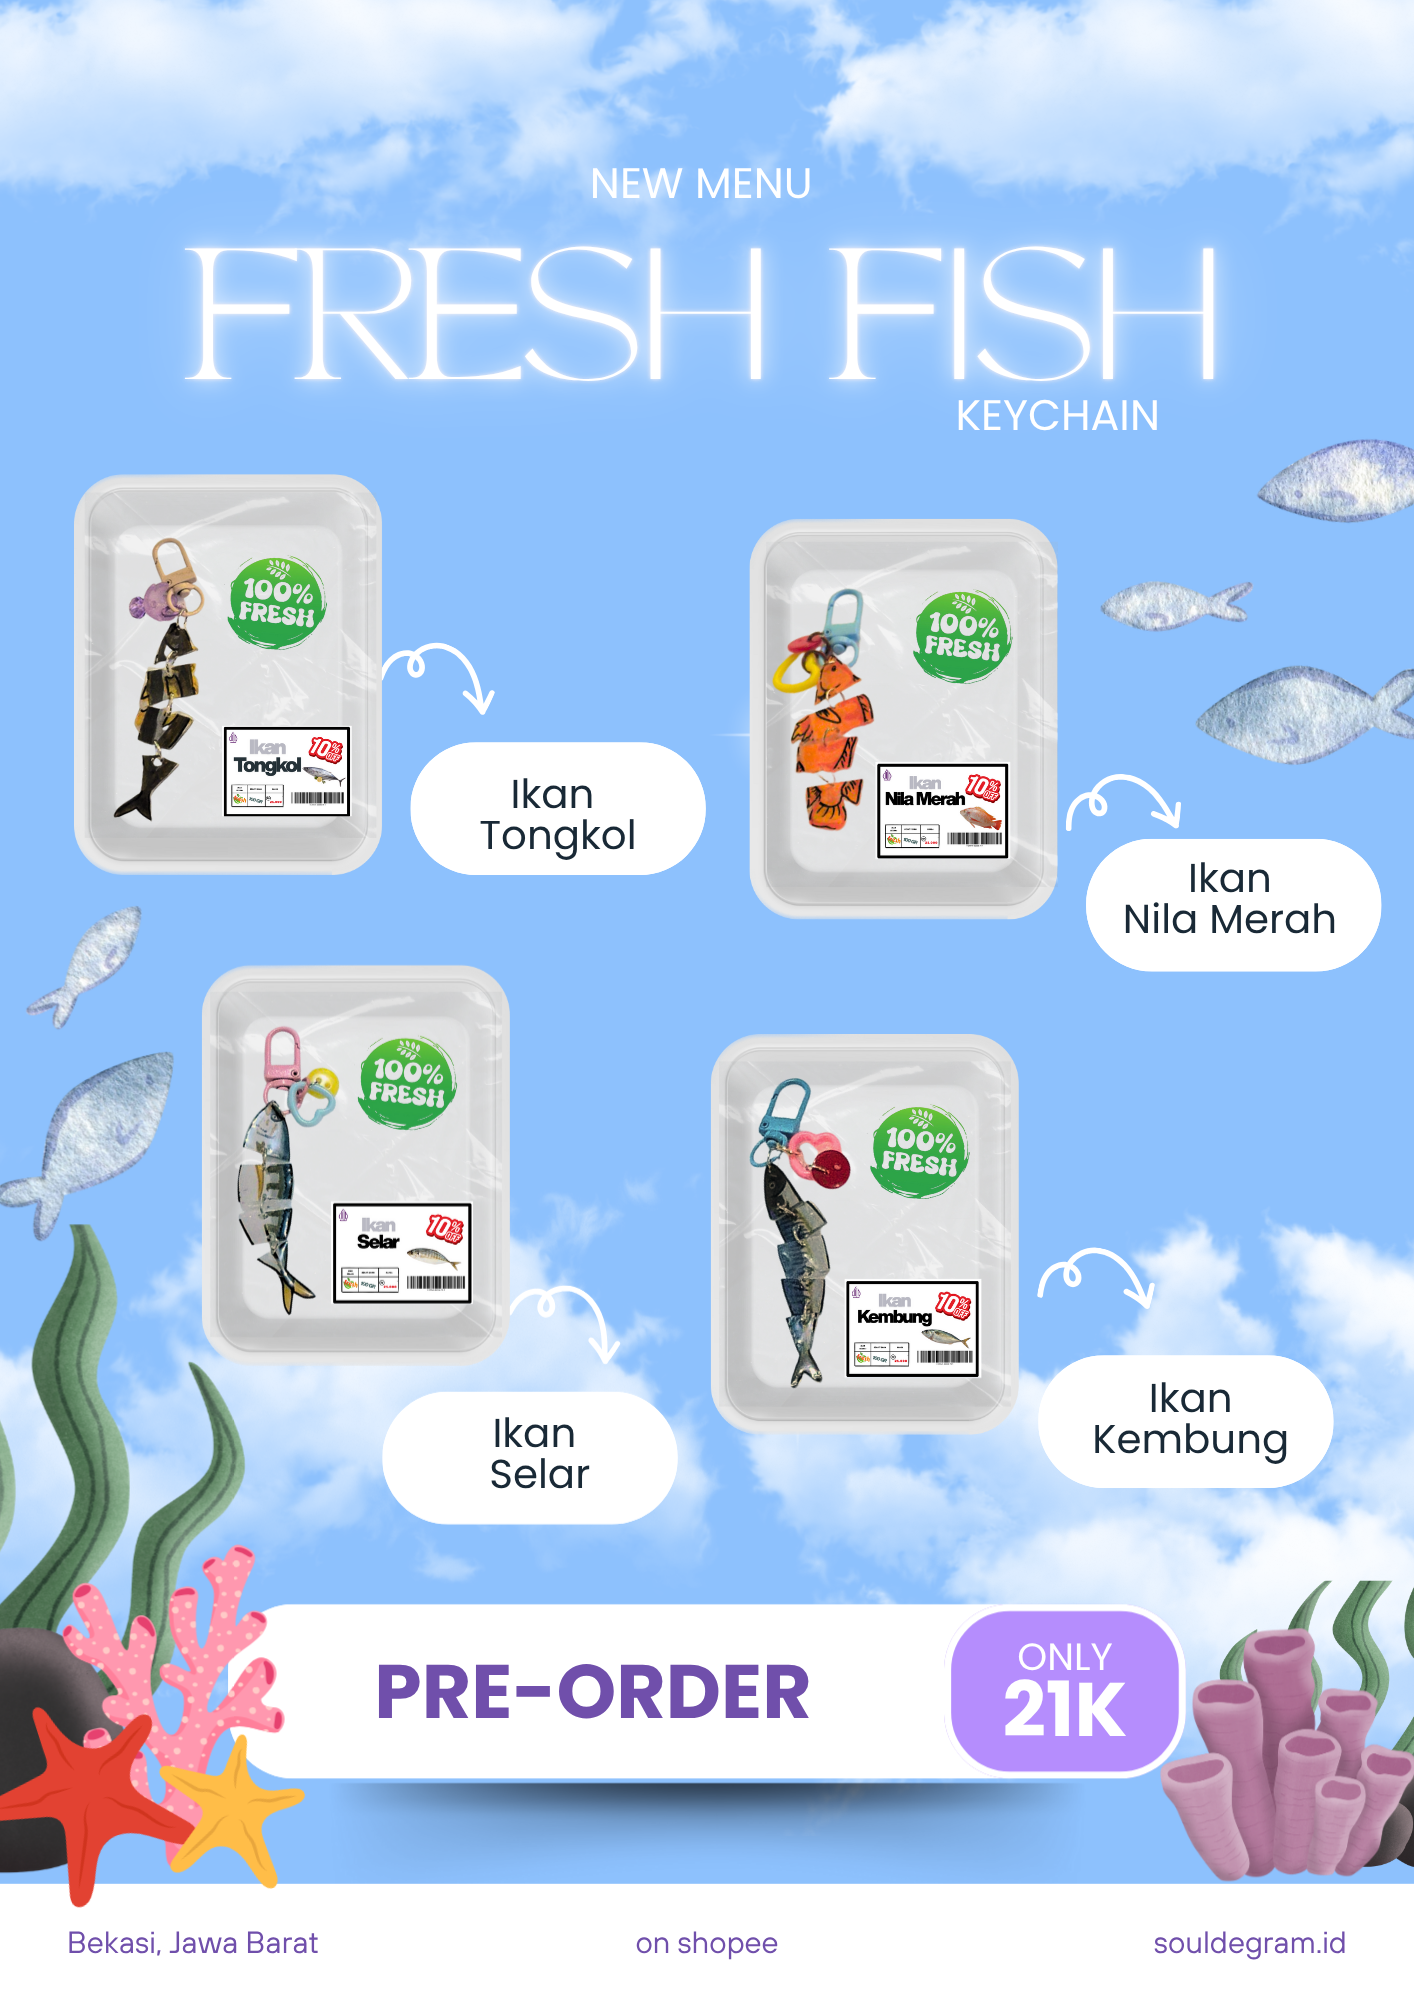 NEW MENU
FRESH FISH
KEYCHAIN
100%
FRESH
Ikan
Tongkol
10%
OFF
Ikan
Tongkol
100%
FRESH
Ikan
Nila Merah
10%
OFF
Ikan
Nila Merah
100%
FRESH
Ikan
Selar
10%
OFF
Ikan
Selar
100%
FRESH
Ikan
Kembung
10%
OFF
Ikan
Kembung
PRE-ORDER
ONLY
21K
Bekasi, Jawa Barat
on shopee
souldegram.id